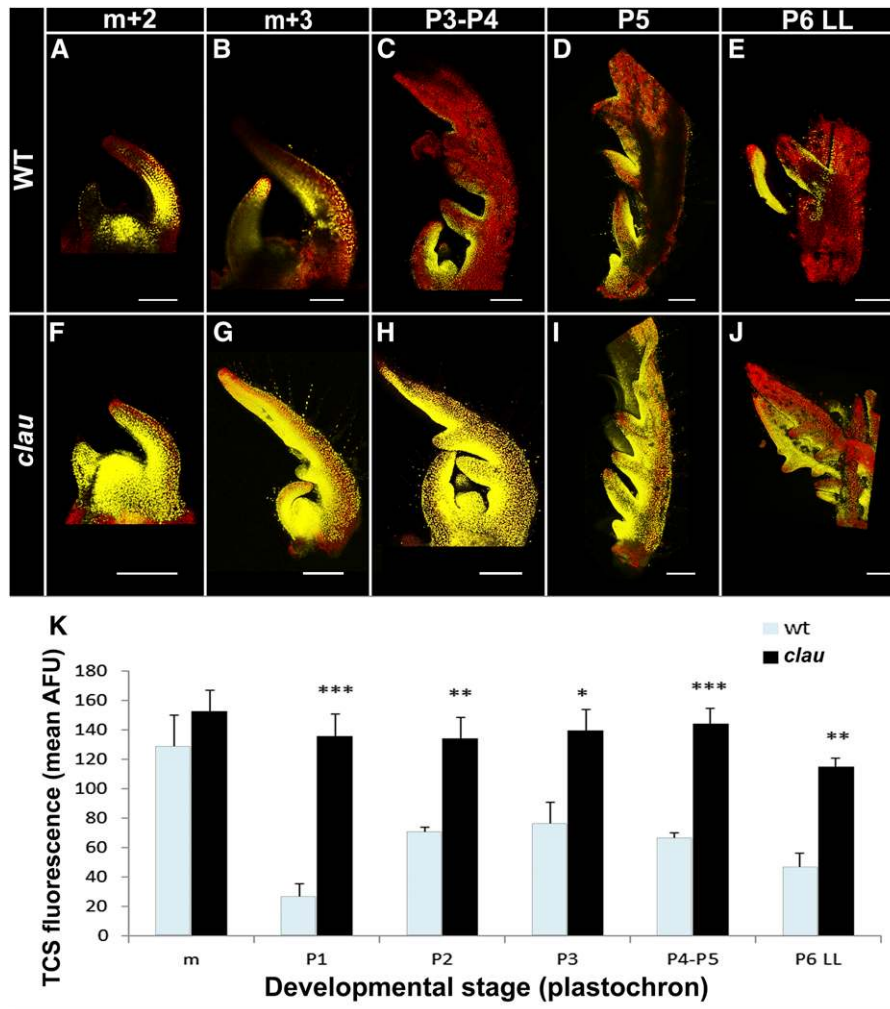 m+2 m+3 P3-P4 P5 P6 LL
A B C D E
WT
F G H I J
clau
K
wt
clau
TCS fluorescence (mean AFU)
180
160
140
120
100
80
60
40
20
0
*** ** * *** **
m P1 P2 P3 P4-P5 P6 LL
Developmental stage (plastochron)